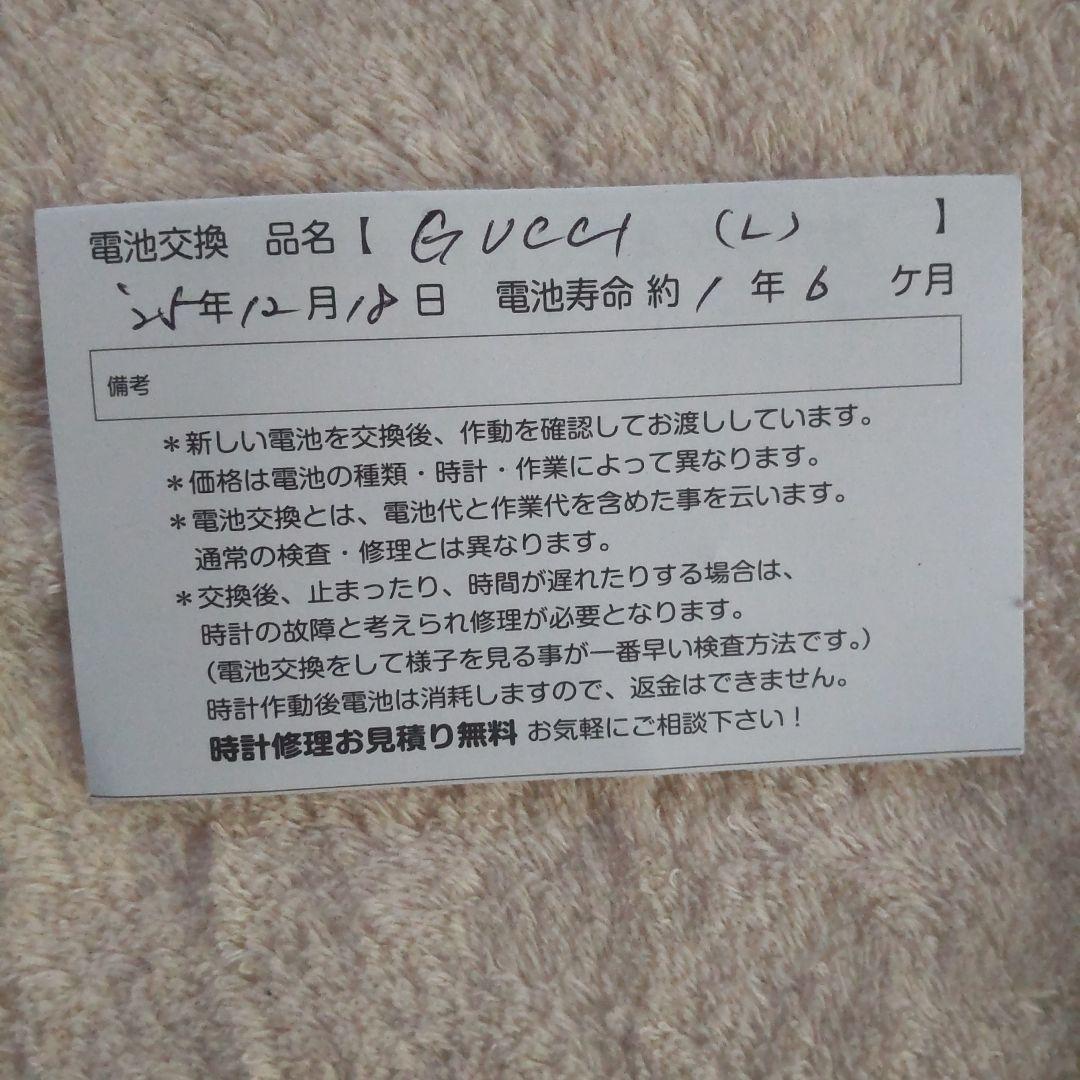 電池交換 品名【 GUCCI (L) 】
'25年12月18日 電池寿命 約 1 年 6 ケ月
備考
＊新しい電池を交換後、作動を確認してお渡ししています。
＊価格は電池の種類・時計・作業によって異なります。
＊電池交換とは、電池代と作業代を含めた事を云います。
通常の検査・修理とは異なります。
＊交換後、止まったり、時間が遅れたりする場合は、
時計の故障と考えられ修理が必要となります。
（電池交換をして様子を見る事が一番早い検査方法です。）
時計作動後電池は消耗しますので、返金はできません。
時計修理お見積り無料 お気軽にご相談下さい！